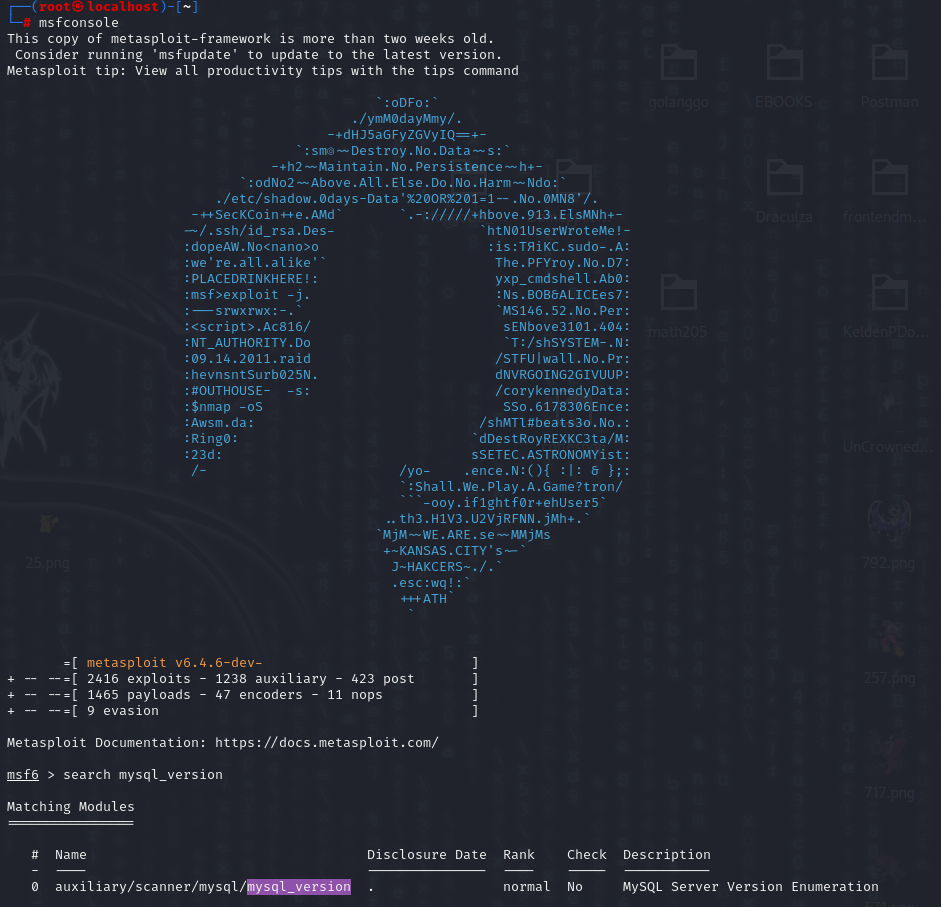 ┌──(root㉿localhost)-[~]
└─# msfconsole
This copy of metasploit-framework is more than two weeks old.
 Consider running 'msfupdate' to update to the latest version.
Metasploit tip: View all productivity tips with the tips command
`:oDFo:`
./ymM0dayMmy/.
-+dHJ5aGFyZGVyIQ==+-
`:sm⏣~~Destroy.No.Data~~s:`
-+h2~~Maintain.No.Persistence~~h+-
`:odNo2~~Above.All.Else.Do.No.Harm~~Ndo:`
./etc/shadow.0days-Data'%20OR%201=1--.No.0MN8'/.
-++SecKCoin++e.AMd` `.-://///+hbove.913.ElsMNh+-
~~/.ssh/id_rsa.Des- `htN01UserWroteMe!-
:dopeAW.No<nano>o :is:TЯiKC.sudo-.A:
:we're.all.alike'` The.PFYroy.No.D7:
:PLACEDRINKHERE!: yxp_cmdshell.Ab0:
:msf>exploit -j. :Ns.BOB&ALICEes7:
:---srwxrwx:-.` `MS146.52.No.Per:
:<script>.Ac816/ sENbove3101.404:
:NT_AUTHORITY.Do `T:/shSYSTEM-.N:
:09.14.2011.raid /STFU|wall.No.Pr:
:hevnsntSurb025N. dNVRGOING2GIVUUP:
:#OUTHOUSE- -s: /corykennedyData:
:$nmap -oS SSo.6178306Ence:
:Awsm.da: /shMTl#beats3o.No.:
:Ring0: `dDestRoyREXKC3ta/M:
:23d: sSETEC.ASTRONOMYist:
/- /yo- .ence.N:(){ :|: & };:
`:Shall.We.Play.A.Game?tron/
```-ooy.if1ghtf0r+ehUser5`
..th3.H1V3.U2VjRFNN.jMh+.`
`MjM~~WE.ARE.se~~MMjMs
+~KANSAS.CITY's~-`
J~HAKCERS~./.`
.esc:wq!:`
+++ATH`
`
=[ metasploit v6.4.6-dev- ]
+ -- --=[ 2416 exploits - 1238 auxiliary - 423 post ]
+ -- --=[ 1465 payloads - 47 encoders - 11 nops ]
+ -- --=[ 9 evasion ]
Metasploit Documentation: https://docs.metasploit.com/
msf6 > search mysql_version
Matching Modules
================
# Name Disclosure Date Rank Check Description
- ---- --------------- ---- ----- -----------
0 auxiliary/scanner/mysql/mysql_version . normal No MySQL Server Version Enumeration
golanggo
EBOOKS
Postman
Draculza
frontendm...
math205
KeldenPDo...
UnCrowned...
25.png
792.png
257.png
717.png